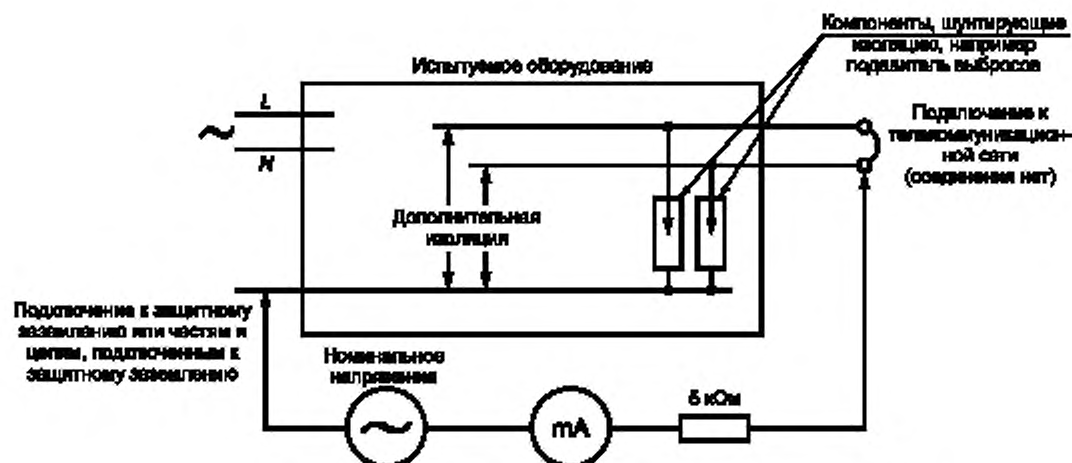 Компоненты, шунтирующие
изоляцию, например
подавитель выбросов
Испытуемое оборудование
L
N
Подключение к
телекоммуникацион-
ной сети
(соединения нет)
Дополнительная
изоляция
Подключение к защитному
заземлению или частям и
цепям, подключенным к
защитному заземлению
Номинальное
напряжение
mA
5 кОм